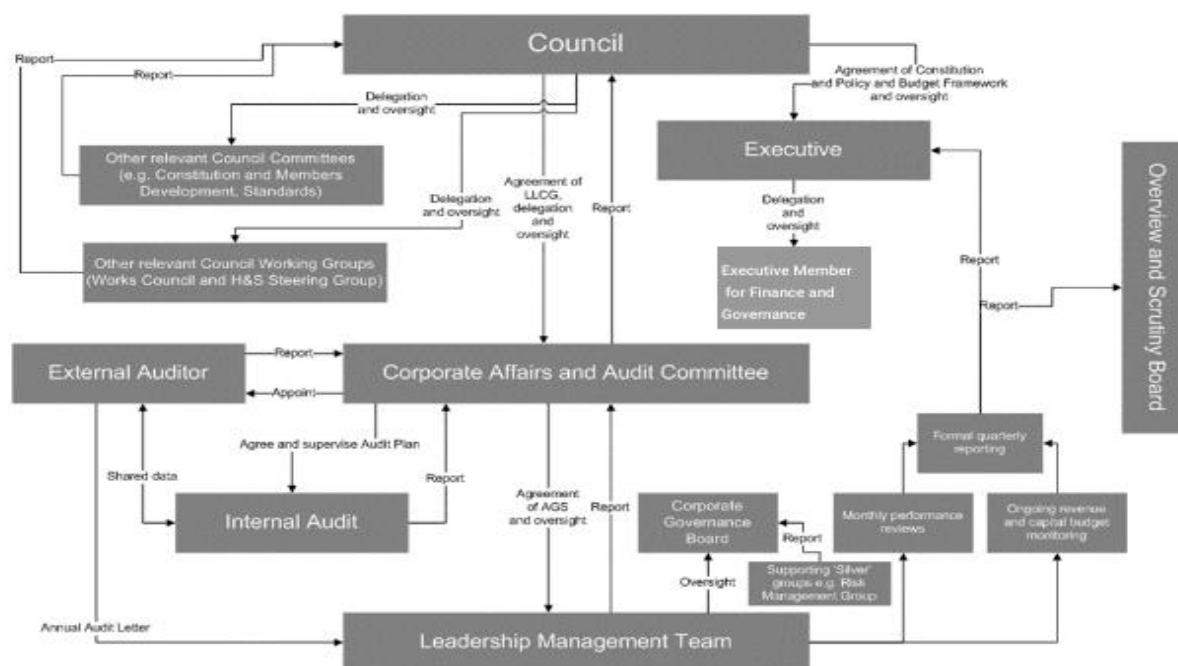 Council
Report
Report
Agreement of Constitution
and Policy and Budget Framework
and oversight
Delegation
and oversight
Executive
Other relevant Council Committees
(e.g. Constitution and Members
Development, Standards)
Delegation
and oversight
Agreement of
LLCG,
delegation
and
oversight
Report
Delegation
and
oversight
Other relevant Council Working Groups
(Works Council and H&S Steering Group)
Executive Member
for Finance and
Governance
Report
Report
Overview and Scrutiny Board
External Auditor
Report
Appoint
Corporate Affairs and Audit Committee
Agree and supervise Audit Plan
Shared data
Report
Internal Audit
Agreement
of AGS
and oversight
Report
Formal quarterly
reporting
Corporate
Governance
Board
Monthly performance
reviews
Ongoing revenue
and capital budget
monitoring
Report
Oversight
Supporting 'Silver'
groups e.g. Risk
Management Group
Annual Audit Letter
Leadership Management Team